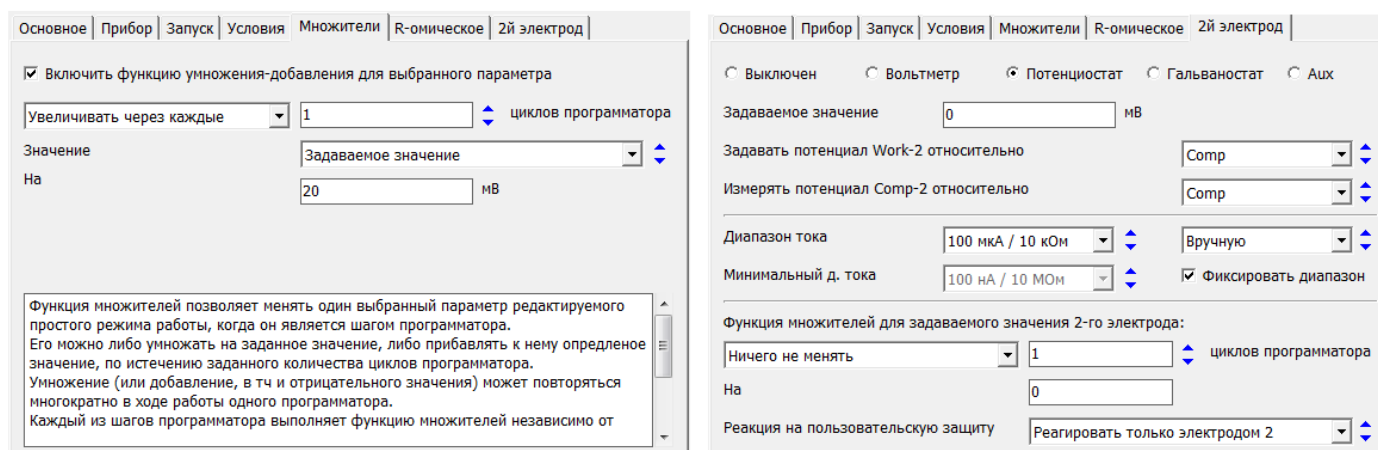 Основное Прибор Запуск Условия Множители R-омическое 2й электрод
Включить функцию умножения-добавления для выбранного параметра
Увеличивать через каждые 1 циклов программатора
Значение Задаваемое значение
На 20 мВ
Функция множителей позволяет менять один выбранный параметр редактируемого
простого режима работы, когда он является шагом программатора.
Его можно либо умножать на заданное значение, либо прибавлять к нему опредленое
значение, по истечению заданного количества циклов программатора.
Умножение (или добавление, в тч и отрицательного значения) может повторяться
многократно в ходе работы одного программатора.
Каждый из шагов программатора выполняет функцию множителей независимо от
Основное Прибор Запуск Условия Множители R-омическое 2й электрод
Выключен Вольтметр Потенциостат Гальваностат Aux
Задаваемое значение 0 мВ
Задавать потенциал Work-2 относительно Comp
Измерять потенциал Comp-2 относительно Comp
Диапазон тока 100 мкА / 10 кОм Вручную
Минимальный д. тока 100 нА / 10 МОм Фиксировать диапазон
Функция множителей для задаваемого значения 2-го электрода:
Ничего не менять 1 циклов программатора
На 0
Реакция на пользовательскую защиту Реагировать только электродом 2